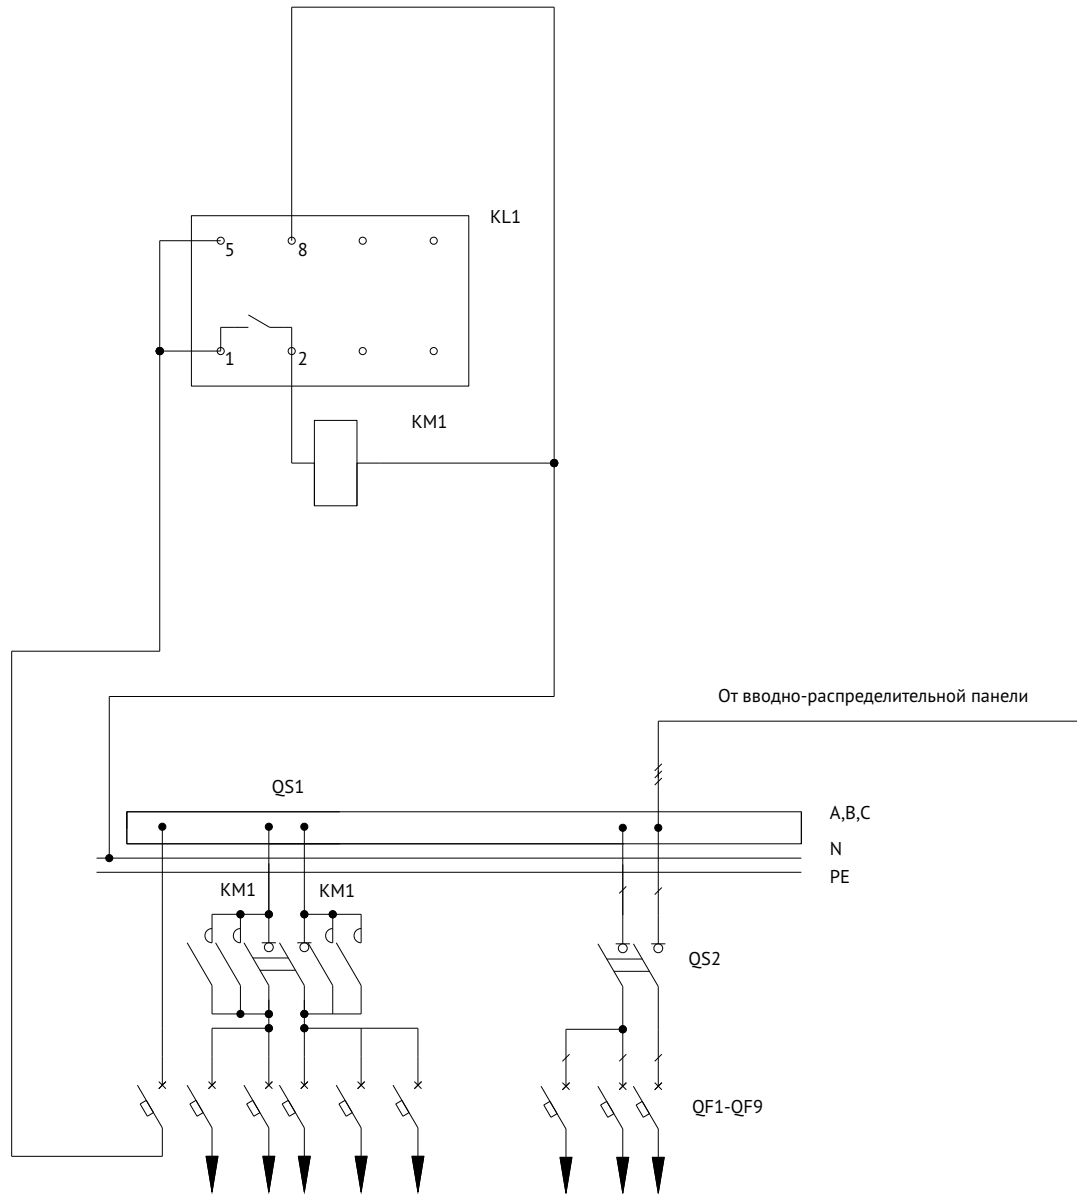 KL1
5
8
1
2
KM1
От вводно-распределительной панели
QS1
A,B,C
N
PE
KM1
KM1
QS2
QF1-QF9